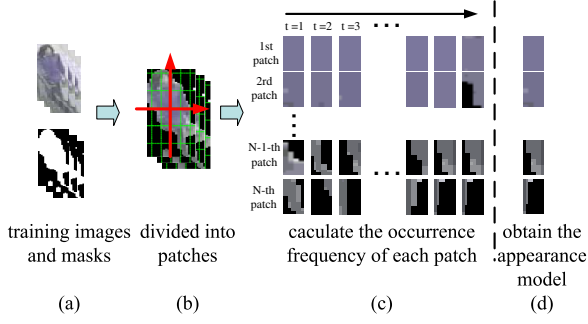 t =1 t =2 t =3 ...
1st
patch
2rd
patch
N-1-th
patch
...
N-th
patch
training images
and masks
divided into
patches
caculate the occurrence
frequency of each patch
obtain the
appearance
model
(a) (b) (c) (d)